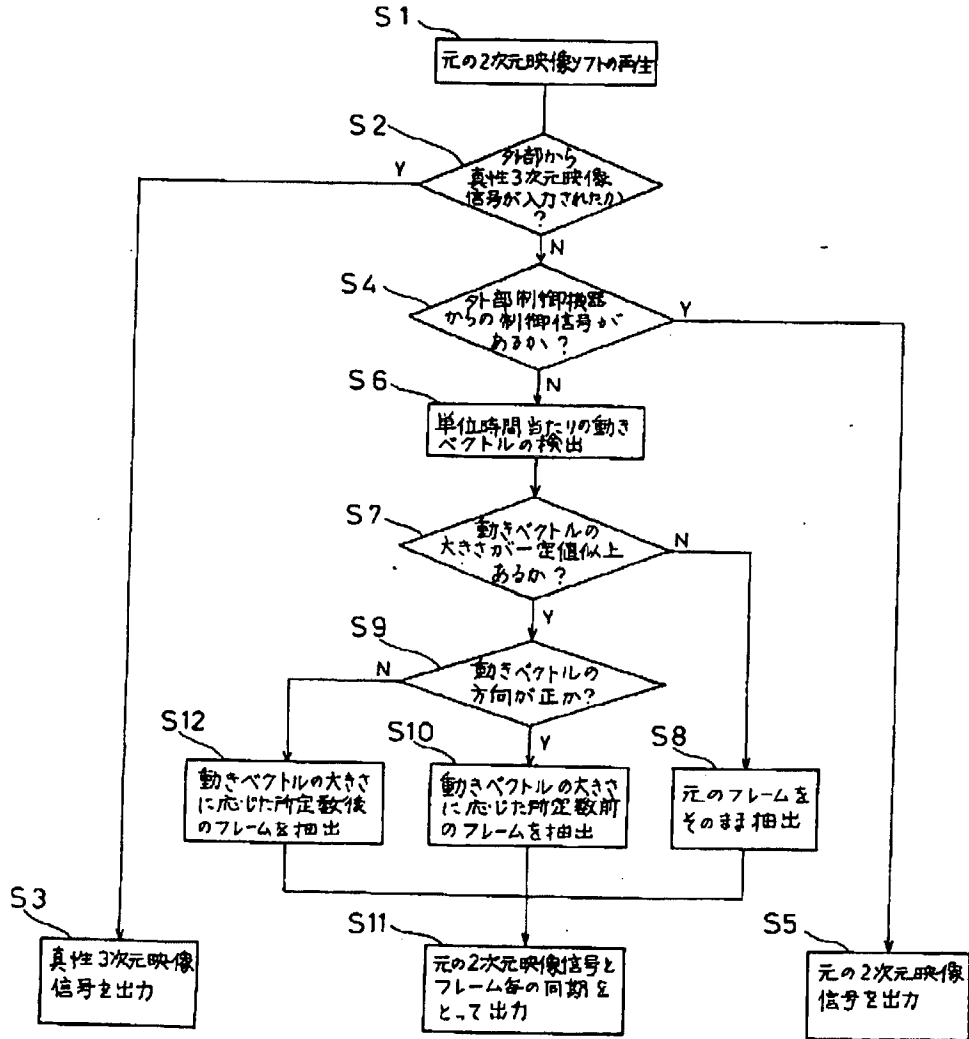 S1
元の2次元映像ソフトの再生
S2
外部から
真性3次元映像
信号が入力されたか
?
Y
N
S4
外部制御機器
からの制御信号が
あるか?
Y
N
S6
単位時間当たりの動き
ベクトルの検出
S7
動きベクトルの
大きさが一定値以上
あるか?
N
Y
S9
動きベクトルの
方向が正か?
N
Y
S12
動きベクトルの大きさ
に応じた所定数後
のフレームを抽出
S10
動きベクトルの大きさ
に応じた所定数前
のフレームを抽出
S8
元のフレームを
そのまま抽出
S3
真性3次元映像
信号を出力
S11
元の2次元映像信号と
フレーム毎の同期を
とって出力
S5
元の2次元映像
信号を出力